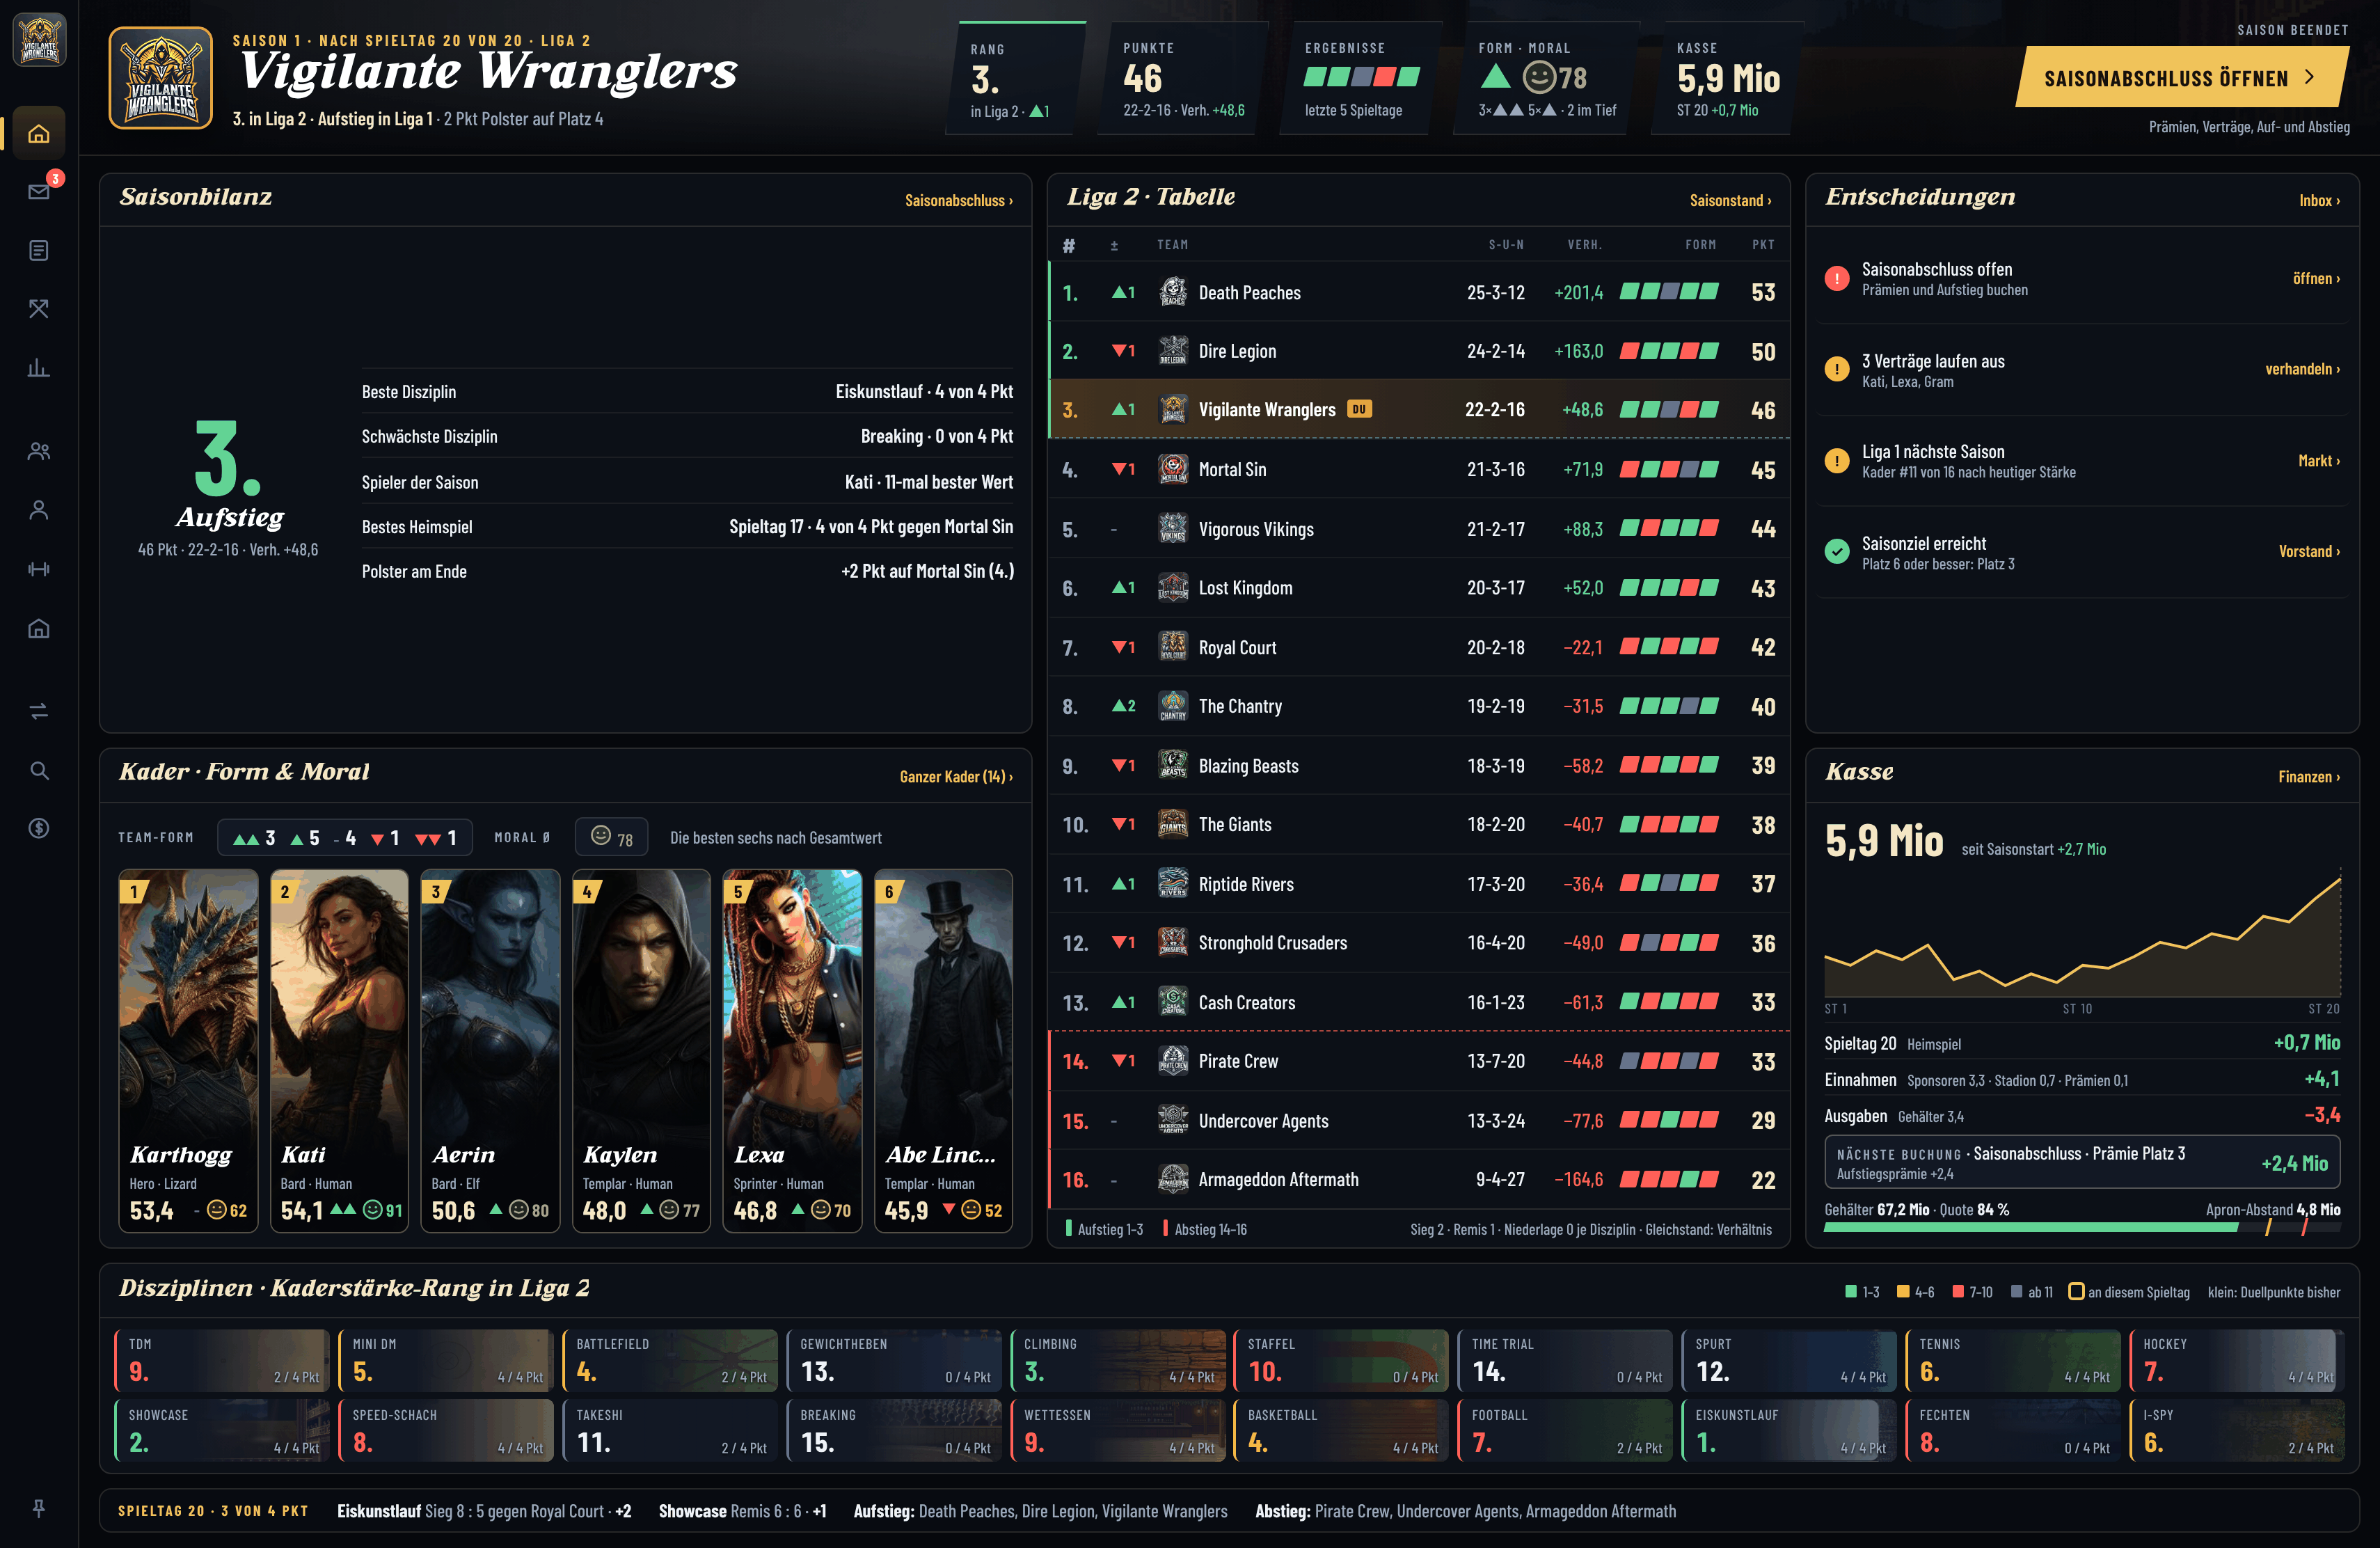 SAISON 1 · NACH SPIELTAG 20 VON 20 · LIGA 2
Vigilante Wranglers
3. in Liga 2 · Aufstieg in Liga 1 · 2 Pkt Polster auf Platz 4
RANG
3.
in Liga 2 · ▲1
PUNKTE
46
22-2-16 · Verh. +48,6
ERGEBNISSE
letzte 5 Spieltage
FORM · MORAL
▲ 78
3×▲▲ 5×▲ · 2 im Tief
KASSE
5,9 Mio
ST 20 +0,7 Mio
SAISON BEENDET
SAISONABSCHLUSS ÖFFNEN ›
Prämien, Verträge, Auf- und Abstieg
VIGILANTE WRANGLERS
VIGILANTE WRANGLERS
3
Saisonbilanz
Saisonabschluss ›
3.
Aufstieg
46 Pkt · 22-2-16 · Verh. +48,6
Beste Disziplin Eiskunstlauf · 4 von 4 Pkt
Schwächste Disziplin Breaking · 0 von 4 Pkt
Spieler der Saison Kati · 11-mal bester Wert
Bestes Heimspiel Spieltag 17 · 4 von 4 Pkt gegen Mortal Sin
Polster am Ende +2 Pkt auf Mortal Sin (4.)
Liga 2 · Tabelle
Saisonstand ›
# ± TEAM S-U-N VERH. FORM PKT
1. ▲1 Death Peaches 25-3-12 +201,4 53
2. ▼1 Dire Legion 24-2-14 +163,0 50
3. ▲1 Vigilante Wranglers DU 22-2-16 +48,6 46
4. ▼1 Mortal Sin 21-3-16 +71,9 45
5. - Vigorous Vikings 21-2-17 +88,3 44
6. ▲1 Lost Kingdom 20-3-17 +52,0 43
7. ▼1 Royal Court 20-2-18 −22,1 42
8. ▲2 The Chantry 19-2-19 −31,5 40
9. ▼1 Blazing Beasts 18-3-19 −58,2 39
10. ▼1 The Giants 18-2-20 −40,7 38
11. ▲1 Riptide Rivers 17-3-20 −36,4 37
12. ▼1 Stronghold Crusaders 16-4-20 −49,0 36
13. ▲1 Cash Creators 16-1-23 −61,3 33
14. ▼1 Pirate Crew 13-7-20 −44,8 33
15. - Undercover Agents 13-3-24 −77,6 29
16. - Armageddon Aftermath 9-4-27 −164,6 22
Aufstieg 1-3 Abstieg 14-16 Sieg 2 · Remis 1 · Niederlage 0 je Disziplin · Gleichstand: Verhältnis
Entscheidungen
Inbox ›
! Saisonabschluss offen
Prämien und Aufstieg buchen
öffnen ›
! 3 Verträge laufen aus
Kati, Lexa, Gram
verhandeln ›
! Liga 1 nächste Saison
Kader #11 von 16 nach heutiger Stärke
Markt ›
Saisonziel erreicht
Platz 6 oder besser: Platz 3
Vorstand ›
Kader · Form & Moral
Ganzer Kader (14) ›
TEAM-FORM ▲▲ 3 ▲ 5 - 4 ▼ 1 ▼▼ 1 MORAL Ø 78 Die besten sechs nach Gesamtwert
1
Karthogg
Hero · Lizard
53,4 - 62
2
Kati
Bard · Human
54,1 ▲▲ 91
3
Aerin
Bard · Elf
50,6 ▲ 80
4
Kaylen
Templar · Human
48,0 ▲ 77
5
Lexa
Sprinter · Human
46,8 ▲ 70
6
Abe Linc...
Templar · Human
45,9 ▼ 52
Kasse
Finanzen ›
5,9 Mio seit Saisonstart +2,7 Mio
ST 1 ST 10 ST 20
Spieltag 20 Heimspiel +0,7 Mio
Einnahmen Sponsoren 3,3 · Stadion 0,7 · Prämien 0,1 +4,1
Ausgaben Gehälter 3,4 −3,4
NÄCHSTE BUCHUNG · Saisonabschluss · Prämie Platz 3
Aufstiegsprämie +2,4
+2,4 Mio
Gehälter 67,2 Mio · Quote 84 % Apron-Abstand 4,8 Mio
Disziplinen · Kaderstärke-Rang in Liga 2
1-3 4-6 7-10 ab 11 an diesem Spieltag klein: Duellpunkte bisher
TDM 9. 2 / 4 Pkt
MINI DM 5. 4 / 4 Pkt
BATTLEFIELD 4. 2 / 4 Pkt
GEWICHTHEBEN 13. 0 / 4 Pkt
CLIMBING 3. 4 / 4 Pkt
STAFFEL 10. 0 / 4 Pkt
TIME TRIAL 14. 0 / 4 Pkt
SPURT 12. 4 / 4 Pkt
TENNIS 6. 4 / 4 Pkt
HOCKEY 7. 4 / 4 Pkt
SHOWCASE 2. 4 / 4 Pkt
SPEED-SCHACH 8. 4 / 4 Pkt
TAKESHI 11. 2 / 4 Pkt
BREAKING 15. 0 / 4 Pkt
WETTESSEN 9. 4 / 4 Pkt
BASKETBALL 4. 4 / 4 Pkt
FOOTBALL 7. 2 / 4 Pkt
EISKUNSTLAUF 1. 4 / 4 Pkt
FECHTEN 8. 0 / 4 Pkt
I-SPY 6. 2 / 4 Pkt
SPIELTAG 20 · 3 VON 4 PKT Eiskunstlauf Sieg 8 : 5 gegen Royal Court · +2 Showcase Remis 6 : 6 · +1 Aufstieg: Death Peaches, Dire Legion, Vigilante Wranglers Abstieg: Pirate Crew, Undercover Agents, Armageddon Aftermath